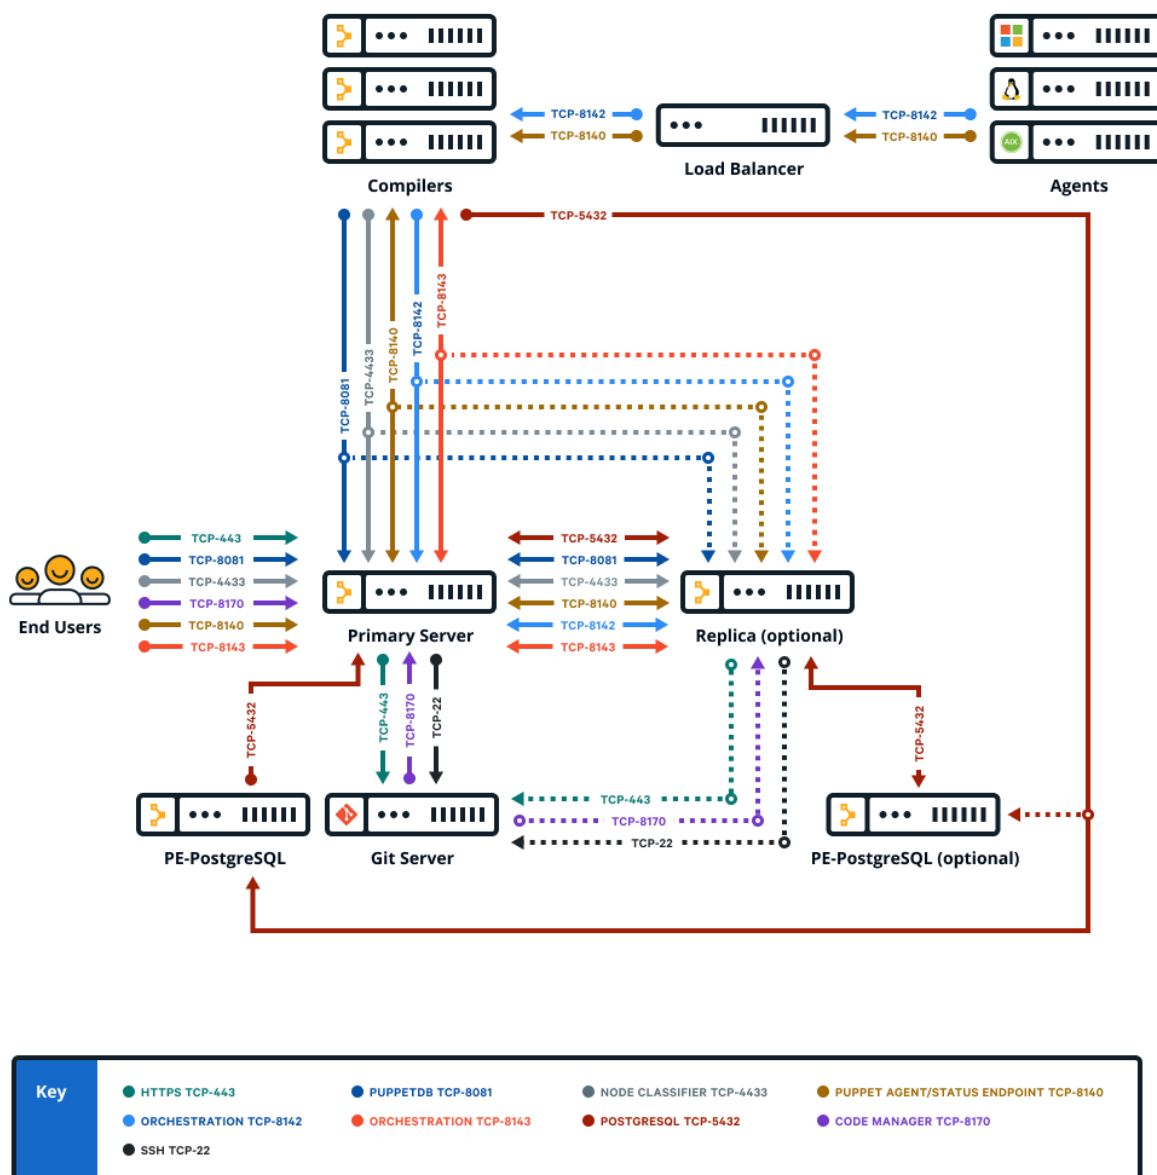 TCP-8142
TCP-8142
TCP-8140
TCP-8140
AIX
Compilers
Load Balancer
Agents
TCP-5432
TCP-8081
TCP-4433
TCP-8140
TCP-8142
TCP-8143
TCP-443
TCP-8081
TCP-4433
TCP-8170
TCP-8140
TCP-8143
TCP-5432
TCP-8081
TCP-4433
TCP-8140
TCP-8142
TCP-8143
End Users
Primary Server
Replica (optional)
TCP-5432
TCP-443
TCP-8170
TCP-22
TCP-5432
TCP-443
TCP-8170
TCP-22
PE-PostgreSQL
Git Server
PE-PostgreSQL (optional)
Key
HTTPS TCP-443
PUPPETDB TCP-8081
NODE CLASSIFIER TCP-4433
PUPPET AGENT/STATUS ENDPOINT TCP-8140
ORCHESTRATION TCP-8142
ORCHESTRATION TCP-8143
POSTGRESQL TCP-5432
CODE MANAGER TCP-8170
SSH TCP-22